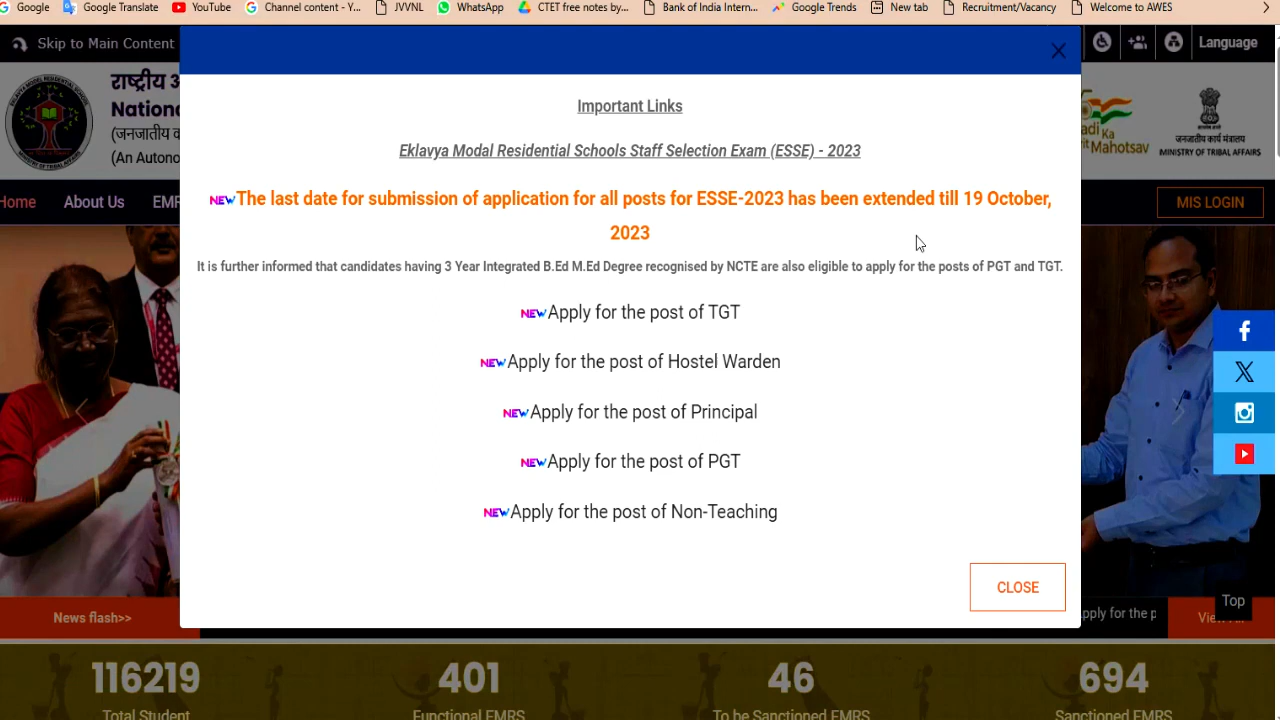 Google
Google Translate
YouTube
Channel content - Y...
JVVNL
WhatsApp
CTET free notes by...
Bank of India Intern...
Google Trends
New tab
Recruitment/Vacancy
Welcome to AWES
Skip to Main Content
Language
राष्ट्रीय
Nationa
(जनजातीय
(An Autono
Ka
Mahotsav
जनजातीय कार्य मंत्रालय
MINISTRY OF TRIBAL AFFAIRS
Home
About Us
EMR
MIS LOGIN
Important Links
Eklavya Modal Residential Schools Staff Selection Exam (ESSE) - 2023
NEW The last date for submission of application for all posts for ESSE-2023 has been extended till 19 October,
2023
It is further informed that candidates having 3 Year Integrated B.Ed M.Ed Degree recognised by NCTE are also eligible to apply for the posts of PGT and TGT.
NEW Apply for the post of TGT
NEW Apply for the post of Hostel Warden
NEW Apply for the post of Principal
NEW Apply for the post of PGT
NEW Apply for the post of Non-Teaching
CLOSE
Top
News flash>>
pply for the p
116219
401
46
694
Total Student
Functional EMRS
To be Sanctioned EMRS
Sanctioned EMRS